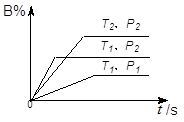 B%
T₂、P₂
T₁、P₂
T₁、P₁
0
t/s